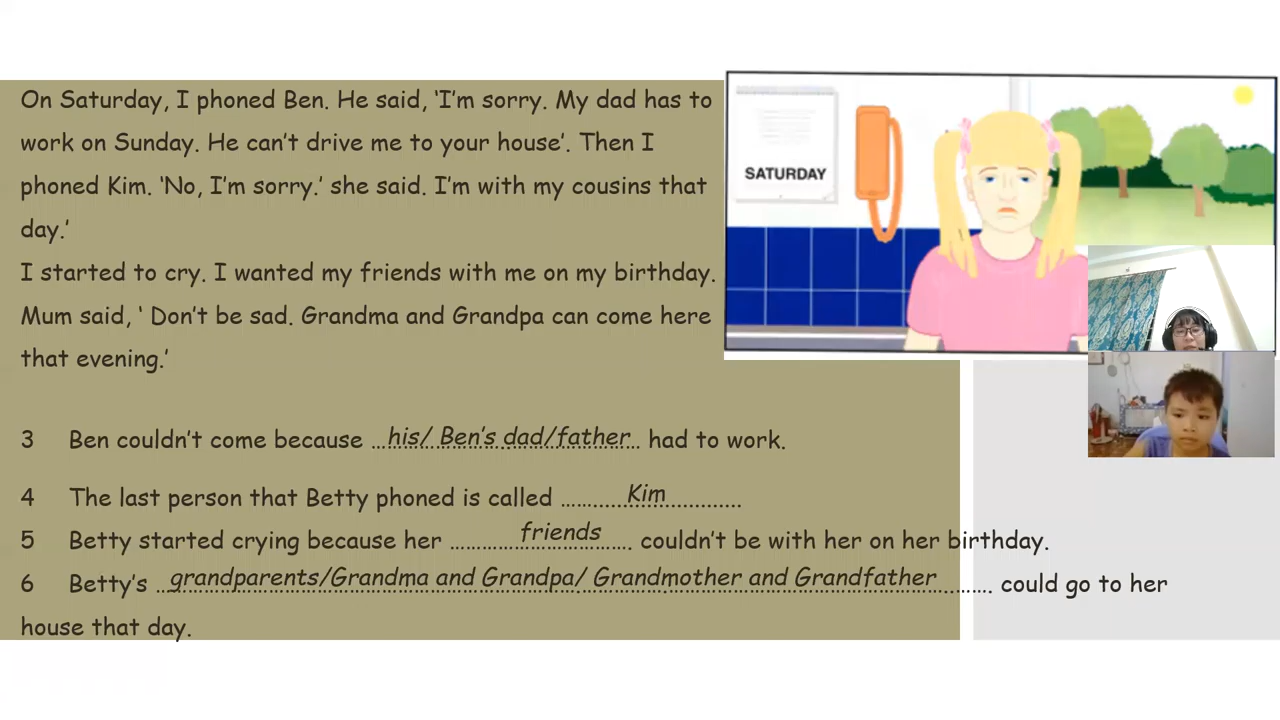 On Saturday, I phoned Ben. He said, ‘I’m sorry. My dad has to
work on Sunday. He can’t drive me to your house’. Then I
phoned Kim. ‘No, I’m sorry.’ she said. I’m with my cousins that
day.’
I started to cry. I wanted my friends with me on my birthday.
Mum said, ‘ Don’t be sad. Grandma and Grandpa can come here
that evening.’
SATURDAY
3 Ben couldn’t come because …his/ Ben’s dad/father… had to work.
4 The last person that Betty phoned is called ……Kim……
5 Betty started crying because her ……friends……. couldn’t be with her on her birthday.
6 Betty’s …grandparents/Grandma and Grandpa/ Grandmother and Grandfather……. could go to her
house that day.